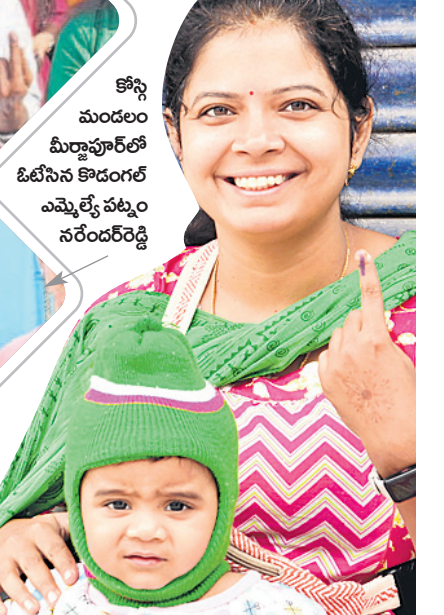 కోస్గి
మండలం
మీర్జాపూర్‌లో
ఓటేసిన కొడంగల్
ఎమ్మెల్యే పట్నం
నరేందర్‌రెడ్డి